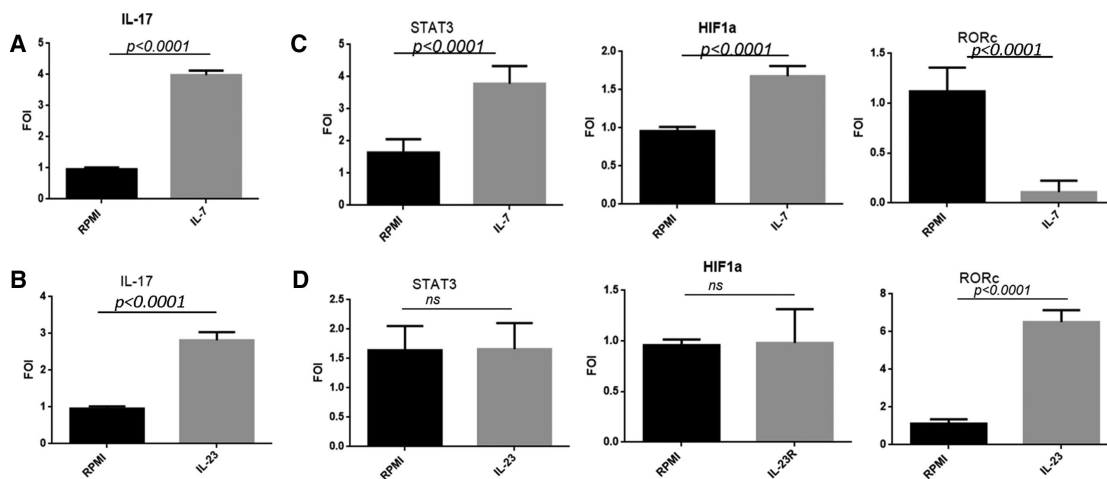 A
IL-17
p<0.0001
FOI
5
4
3
2
1
0
RPMI
IL-7
C
STAT3
p<0.0001
FOI
5
4
3
2
1
0
RPMI
IL-7
HIF1a
p<0.0001
FOI
2.0
1.5
1.0
0.5
0.0
RPMI
IL-7
RORc
p<0.0001
FOI
1.5
1.0
0.5
0.0
RPMI
IL-7
B
IL-17
p<0.0001
FOI
4
3
2
1
0
RPMI
IL-23
D
STAT3
ns
FOI
2.5
2.0
1.5
1.0
0.5
0.0
RPMI
IL-23
HIF1a
ns
FOI
1.5
1.0
0.5
0.0
RPMI
IL-23R
RORc
p<0.0001
FOI
8
6
4
2
0
RPMI
IL-23